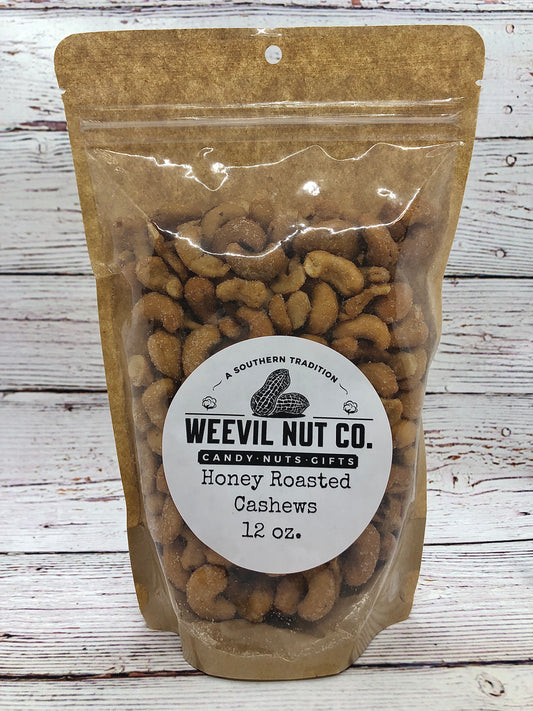 A SOUTHERN TRADITION
WEEVIL NUT CO.
CANDY·NUTS·GIFTS
Honey Roasted
Cashews
12 oz.